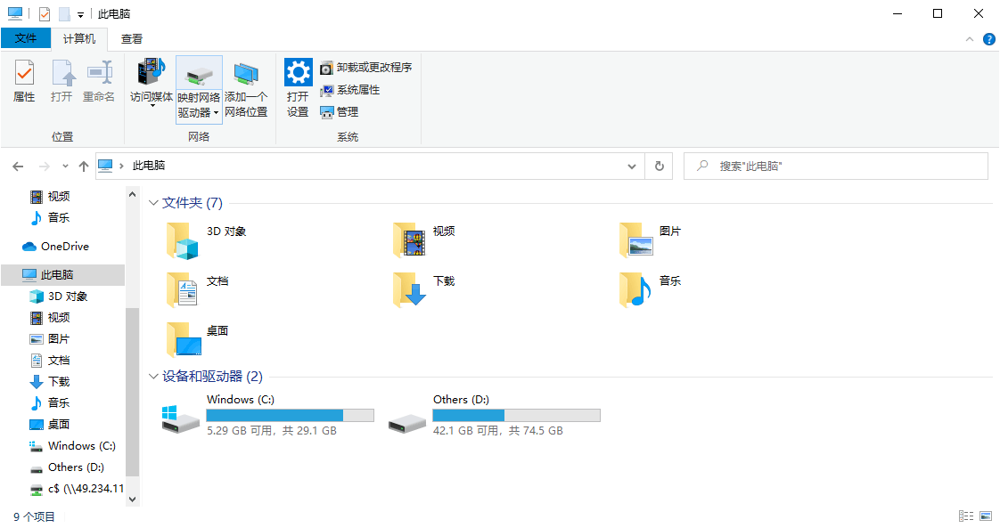 此电脑
文件
计算机
查看
属性
打开
重命名
访问媒体
映射网络
驱动器
添加一个
网络位置
打开
设置
卸载或更改程序
系统属性
管理
位置
网络
系统
此电脑
搜索"此电脑"
视频
音乐
OneDrive
此电脑
3D 对象
视频
图片
文档
下载
音乐
桌面
Windows (C:)
Others (D:)
c$ (\\49.234.11
文件夹 (7)
3D 对象
视频
图片
文档
下载
音乐
桌面
设备和驱动器 (2)
Windows (C:)
5.29 GB 可用，共 29.1 GB
Others (D:)
42.1 GB 可用，共 74.5 GB
9 个项目